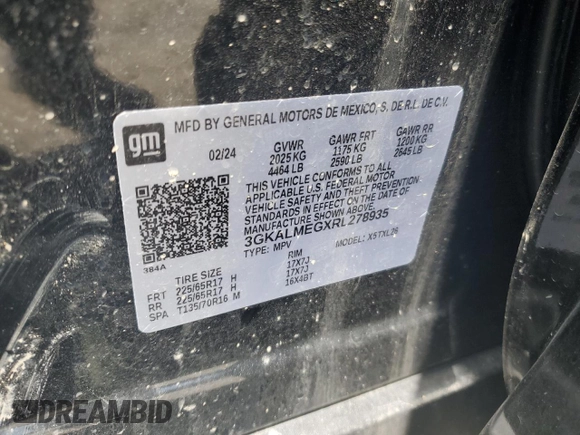 gm
MFD BY GENERAL MOTORS DE MEXICO, S. DE R.L. DE C.V.
02/24 GVWR GAWR FRT GAWR RR
2025 KG 1175 KG 1200 KG
4464 LB 2590 LB 2645 LB
THIS VEHICLE CONFORMS TO ALL
APPLICABLE U.S. FEDERAL MOTOR
VEHICLE SAFETY AND THEFT PREVENTION
STANDARDS IN EFFECT ON THE DATE OF
MANUFACTURE SHOWN ABOVE.
3GKALMEGXRL278935
TYPE: MPV MODEL: X5TXL26
384A
TIRE SIZE RIM
FRT 225/65R17 H 17X7J
RR 225/65R17 H 17X7J
SPA T135/70R16 M 16X4BT
DREAMBID